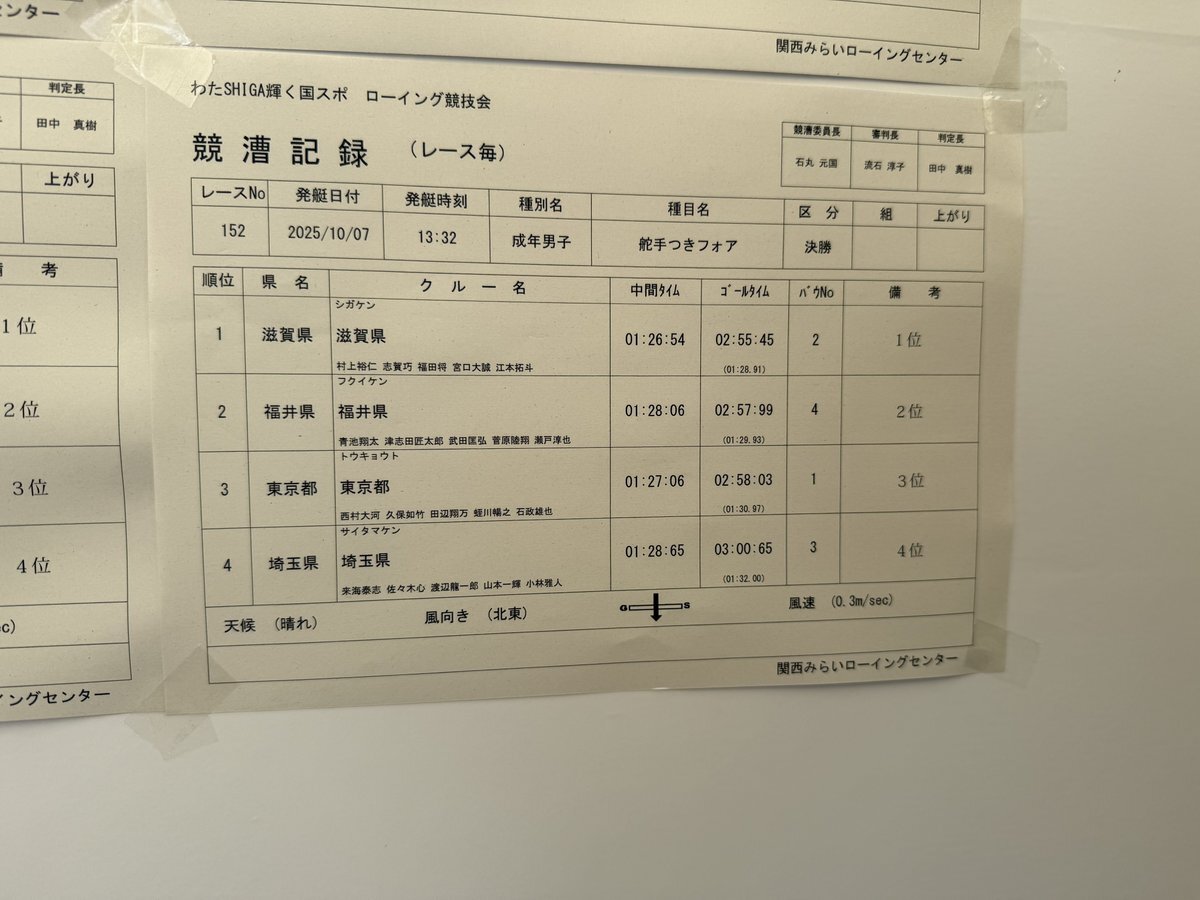 センター
関西みらいローイングセンター
判定長
田中 真樹
上がり
考
1位
2位
3位
4位
ec)
イングセンター
わたSHIGA輝く国スポ ローイング競技会
競漕記録 （レース毎）
競漕委員長 審判長 判定長
石丸 元国 流石 淳子 田中 真樹
レースNo 発艇日付 発艇時刻 種別名 種目名 区 分 組 上がり
152 2025/10/07 13:32 成年男子 舵手つきフォア 決勝
順位 県 名 ク ル ー 名 中間ﾀｲﾑ ｺﾞｰﾙﾀｲﾑ ﾊﾞｳNo 備 考
シガケン
1 滋賀県 滋賀県 01:26:54 02:55:45 2 1位
村上裕仁 志賀巧 福田将 宮口大誠 江本拓斗 (01:28.91)
フクイケン
2 福井県 福井県 01:28:06 02:57:99 4 2位
青池翔太 津志田匠太郎 武田匡弘 菅原陸翔 瀬戸淳也 (01:29.93)
トウキョウト
3 東京都 東京都 01:27:06 02:58:03 1 3位
西村大河 久保如竹 田辺翔万 蛭川暢之 石政雄也 (01:30.97)
サイタマケン
4 埼玉県 埼玉県 01:28:65 03:00:65 3 4位
来海泰志 佐々木心 渡辺龍一郎 山本一輝 小林雅人 (01:32.00)
天候 （晴れ） 風向き （北東） G S 風速 (0.3m/sec)
関西みらいローイングセンター